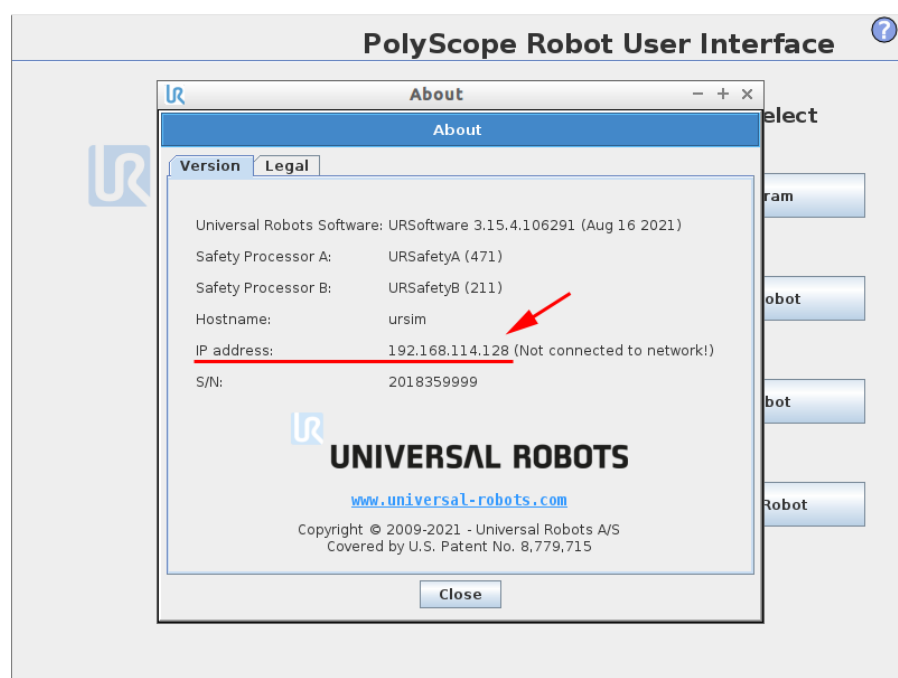 PolyScope Robot User Interface
?
UR
About
- + ×
elect
About
UR
Version Legal
ram
Universal Robots Software: URSoftware 3.15.4.106291 (Aug 16 2021)
Safety Processor A: URSafetyA (471)
Safety Processor B: URSafetyB (211)
obot
Hostname: ursim
IP address: 192.168.114.128 (Not connected to network!)
S/N: 2018359999
bot
UR
UNIVERSAL ROBOTS
www.universal-robots.com
Robot
Copyright © 2009-2021 - Universal Robots A/S
Covered by U.S. Patent No. 8,779,715
Close